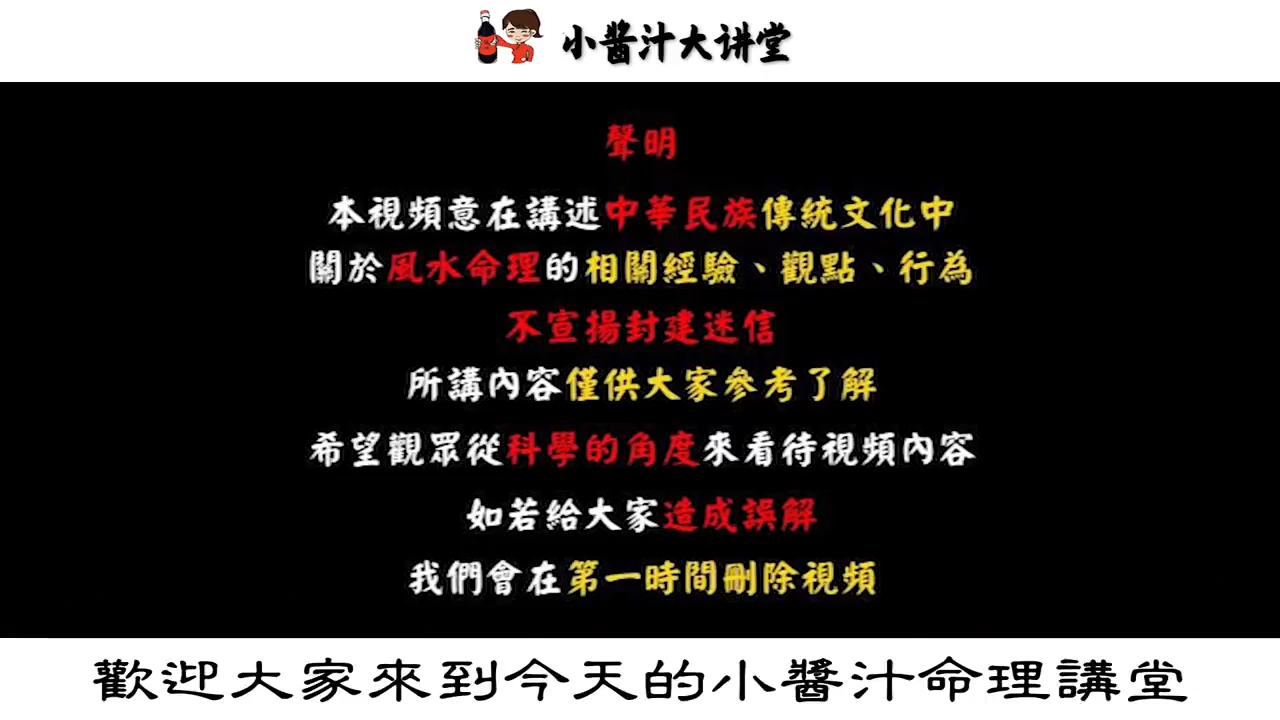 小醬汁大讲堂
聲明
本視頻意在講述中華民族傳統文化中
關於風水命理的相關經驗、觀點、行為
不宣揚封建迷信
所講內容僅供大家參考了解
希望觀眾從科學的角度來看待視頻內容
如若給大家造成誤解
我們會在第一時間刪除視頻
歡迎大家來到今天的小醬汁命理講堂